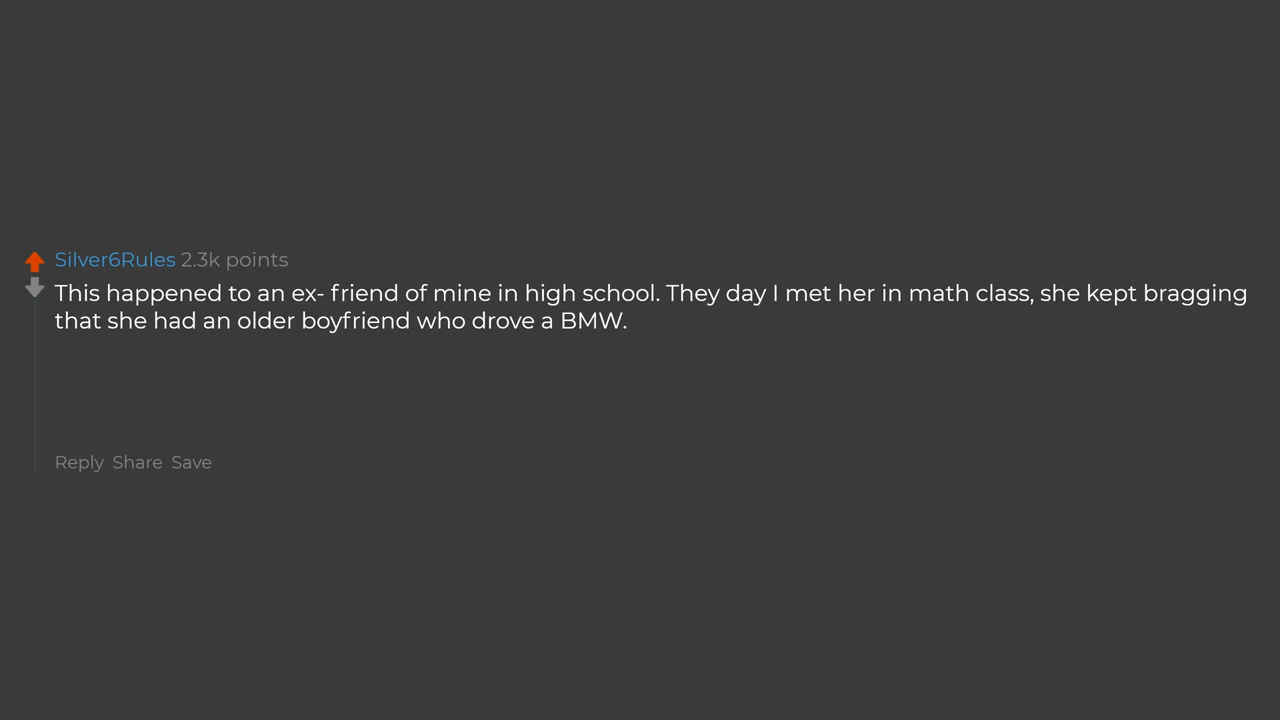 Silver6Rules 2.3k points
This happened to an ex- friend of mine in high school. They day I met her in math class, she kept bragging
that she had an older boyfriend who drove a BMW.
Reply Share Save